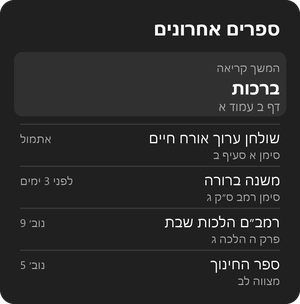 ספרים אחרונים
המשך קריאה
ברכות
דף ב עמוד א
שולחן ערוך אורח חיים
אתמול
סימן א סעיף ב
משנה ברורה
לפני 3 ימים
סימן רמב ס״ק ג
רמב״ם הלכות שבת
נוב׳ 9
פרק ה הלכה ג
ספר החינוך
נוב׳ 5
מצווה לב